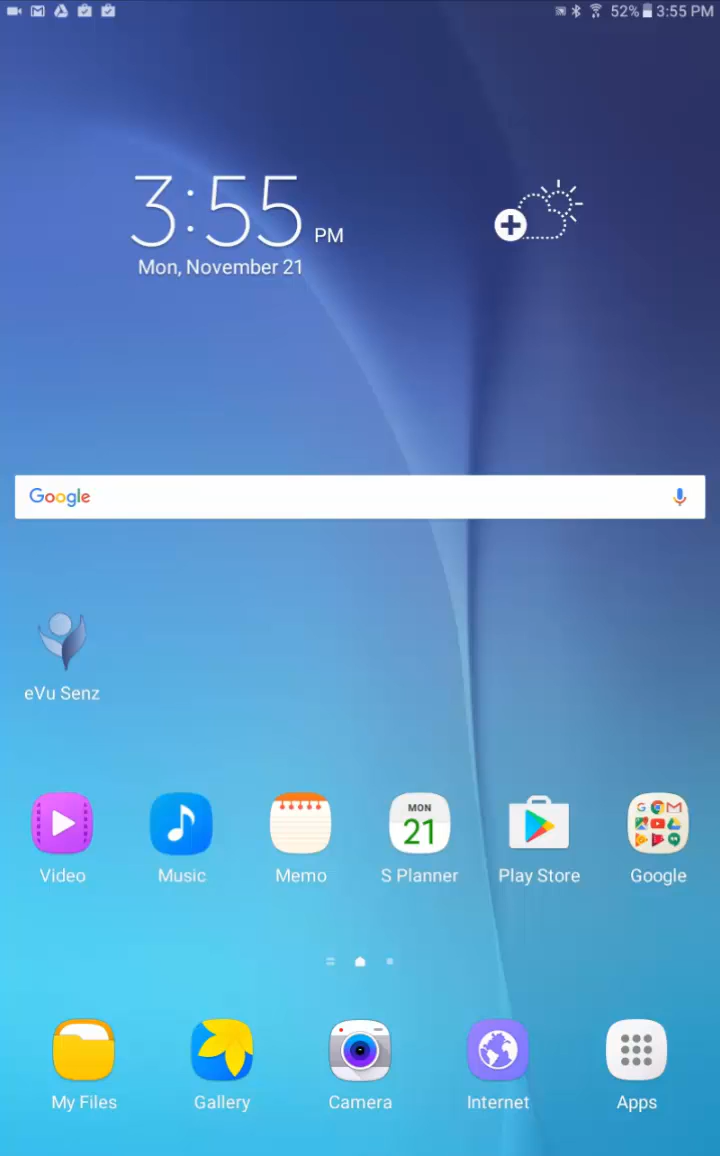 52% 3:55 PM
3:55 PM
Mon, November 21
Google
eVu Senz
MON
21
Video
Music
Memo
S Planner
Play Store
Google
My Files
Gallery
Camera
Internet
Apps